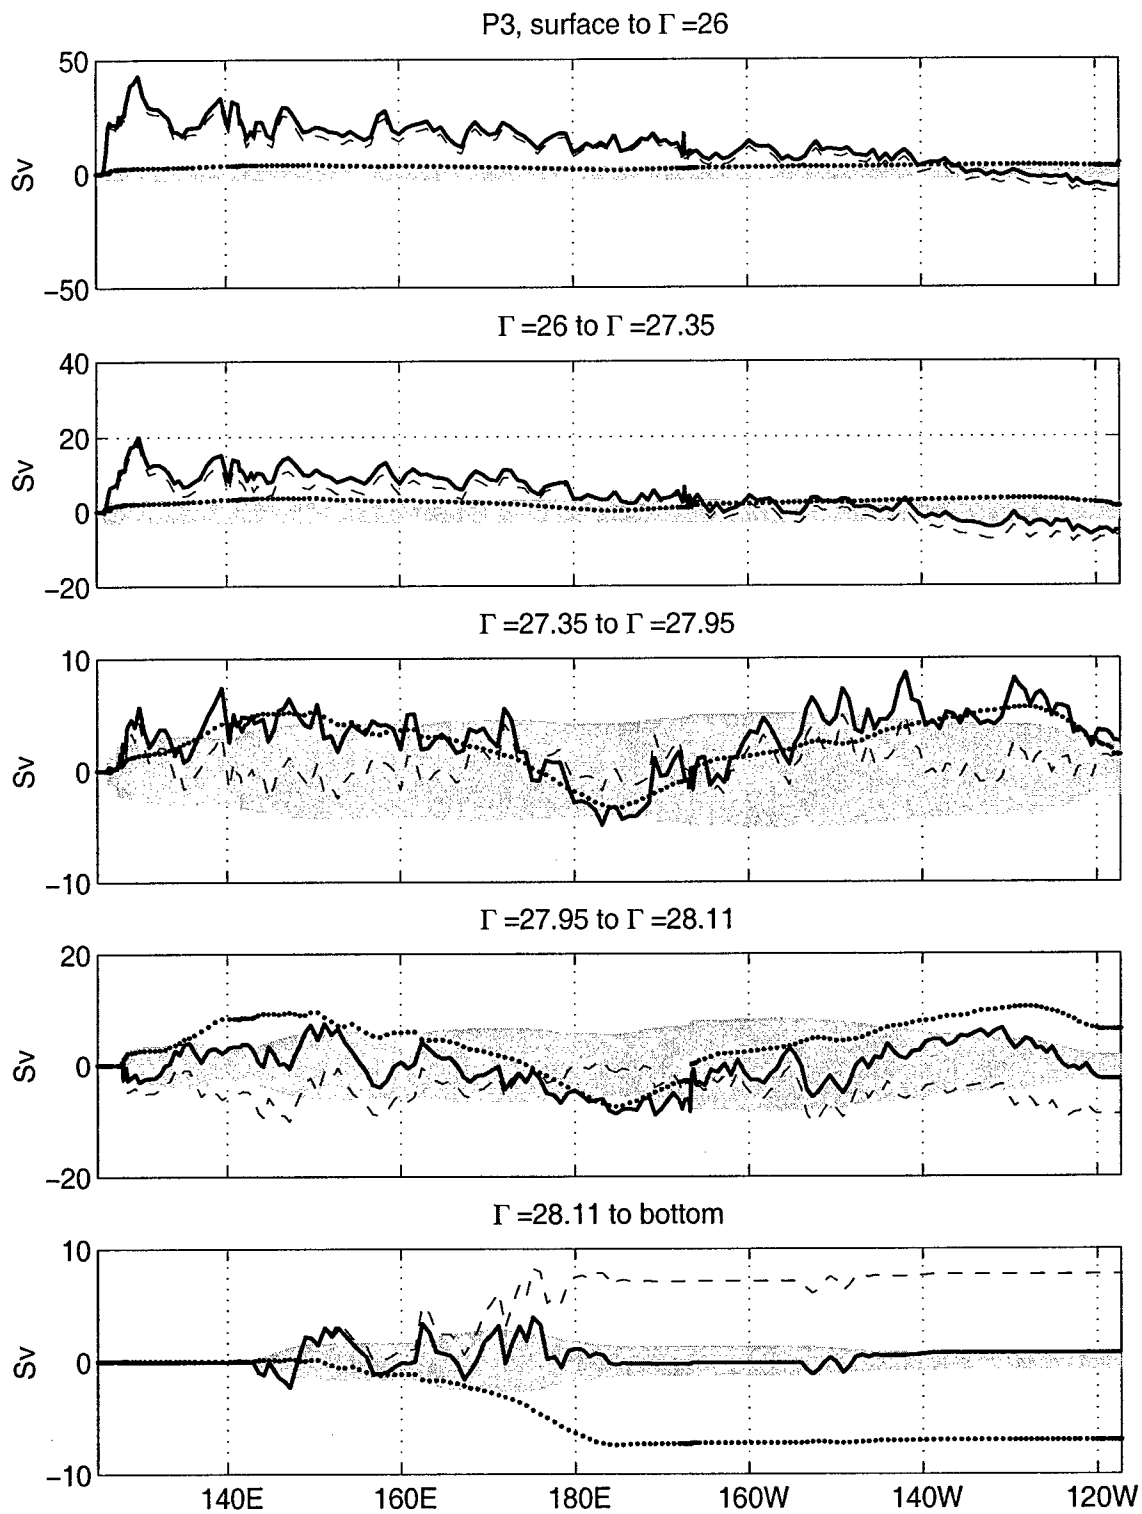 P3, surface to Γ =26
50
0
−50
Sv
Γ =26 to Γ =27.35
40
20
0
−20
Sv
Γ =27.35 to Γ =27.95
10
0
−10
Sv
Γ =27.95 to Γ =28.11
20
0
−20
Sv
Γ =28.11 to bottom
10
0
−10
Sv
140E 160E 180E 160W 140W 120W